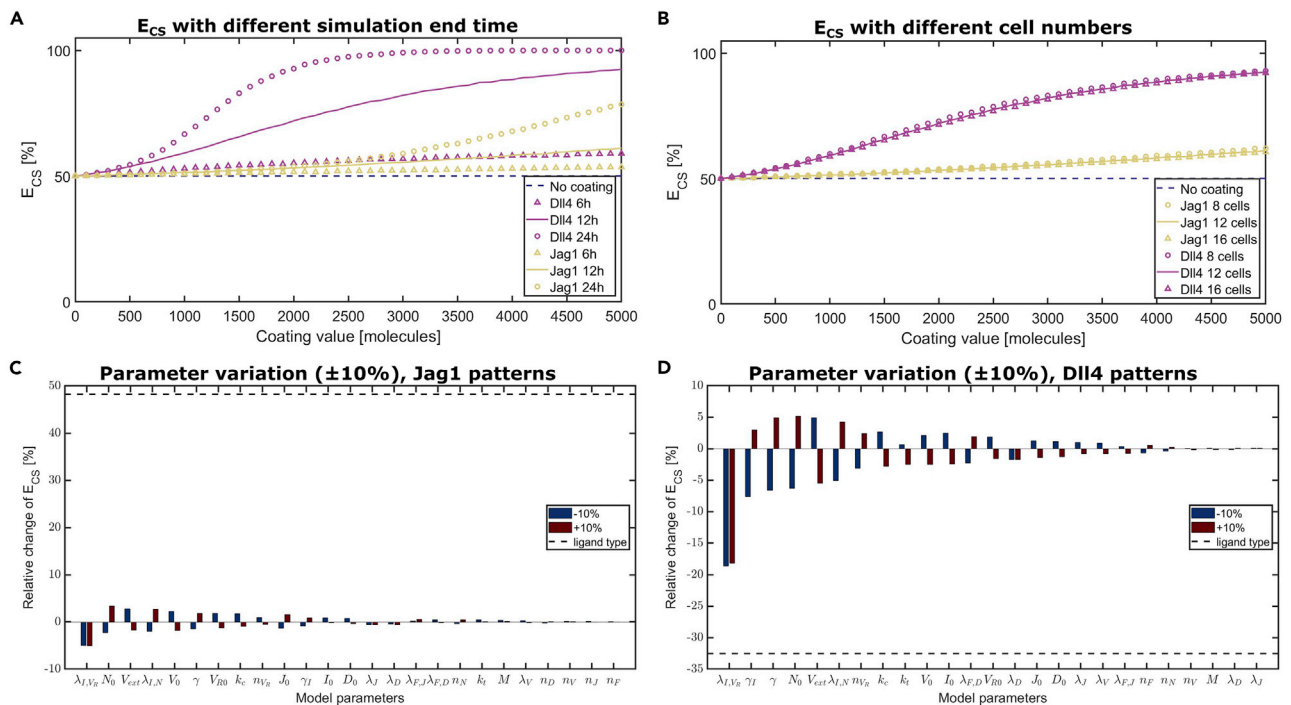 A
E_CS with different simulation end time
100
50
0
E_CS [%]
0 500 1000 1500 2000 2500 3000 3500 4000 4500 5000
Coating value [molecules]
No coating
Dll4 6h
Dll4 12h
Dll4 24h
Jag1 6h
Jag1 12h
Jag1 24h
B
E_CS with different cell numbers
100
50
0
E_CS [%]
0 500 1000 1500 2000 2500 3000 3500 4000 4500 5000
Coating value [molecules]
No coating
Jag1 8 cells
Jag1 12 cells
Jag1 16 cells
Dll4 8 cells
Dll4 12 cells
Dll4 16 cells
C
Parameter variation (±10%), Jag1 patterns
50
40
30
20
10
0
-10
Relative change of E_CS [%]
-10%
+10%
ligand type
λ_I,V_R N_0 V_ext λ_I,N V_0 γ V_R0 k_c n_V_R J_0 γ_I I_0 D_0 λ_J λ_D λ_F,J λ_F,D n_N k_t M λ_V n_D n_V n_J n_F
Model parameters
D
Parameter variation (±10%), Dll4 patterns
10
5
0
-5
-10
-15
-20
-25
-30
-35
Relative change of E_CS [%]
-10%
+10%
ligand type
λ_I,V_R γ_I γ N_0 V_ext λ_I,N n_V_R k_c k_t V_0 I_0 λ_F,D V_R0 λ_D J_0 D_0 λ_J λ_V λ_F,J n_F n_N n_V M λ_D λ_J
Model parameters